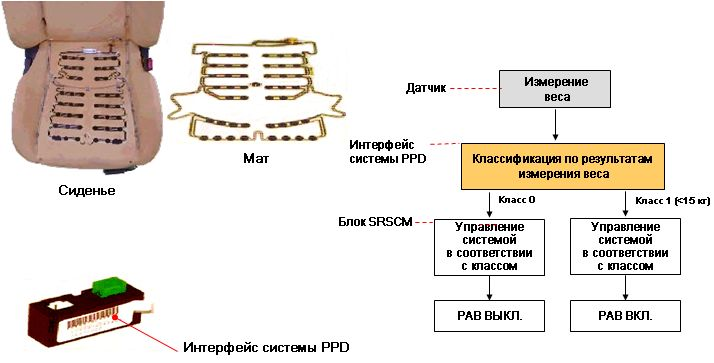 Сиденье
Мат
Интерфейс системы PPD
Датчик
Измерение
веса
Интерфейс
системы PPD
Классификация по результатам
измерения веса
Класс 0
Класс 1 (<15 кг)
Блок SRSCM
Управление
системой
в соответствии
с классом
Управление
системой
в соответствии
с классом
PAB ВЫКЛ.
PAB ВКЛ.